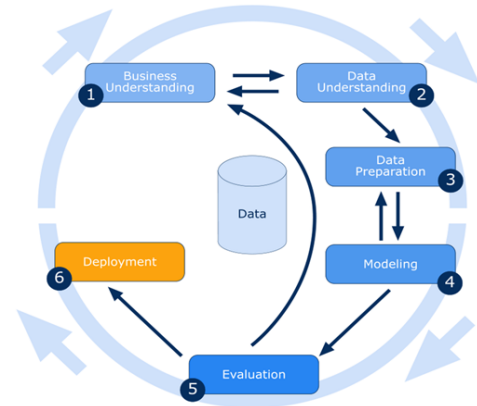 Business
Understanding
1
Data
Understanding
2
Data
Preparation
3
Data
Modeling
4
Deployment
6
Evaluation
5